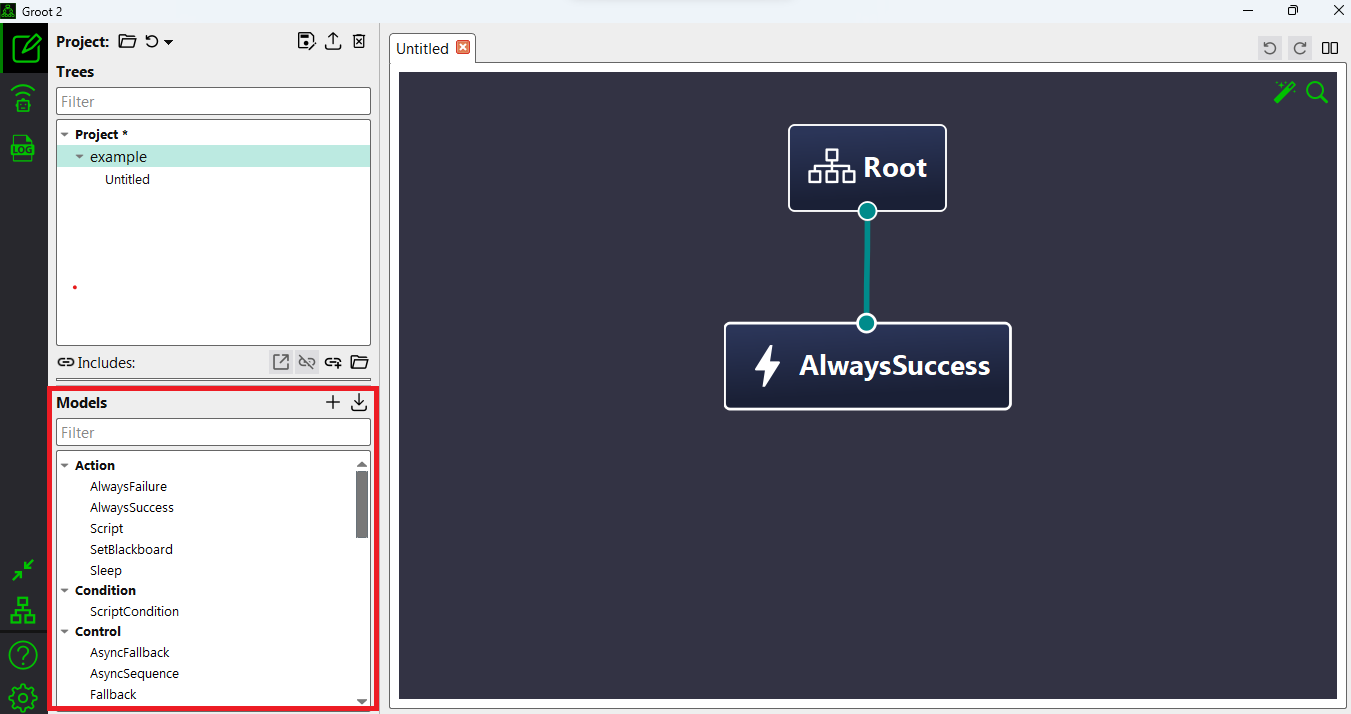 Groot 2
Project:
Trees
Filter
Project *
example
Untitled
Includes:
Models
Filter
Action
AlwaysFailure
AlwaysSuccess
Script
SetBlackboard
Sleep
Condition
ScriptCondition
Control
AsyncFallback
AsyncSequence
Fallback
LOG
Untitled
Root
AlwaysSuccess